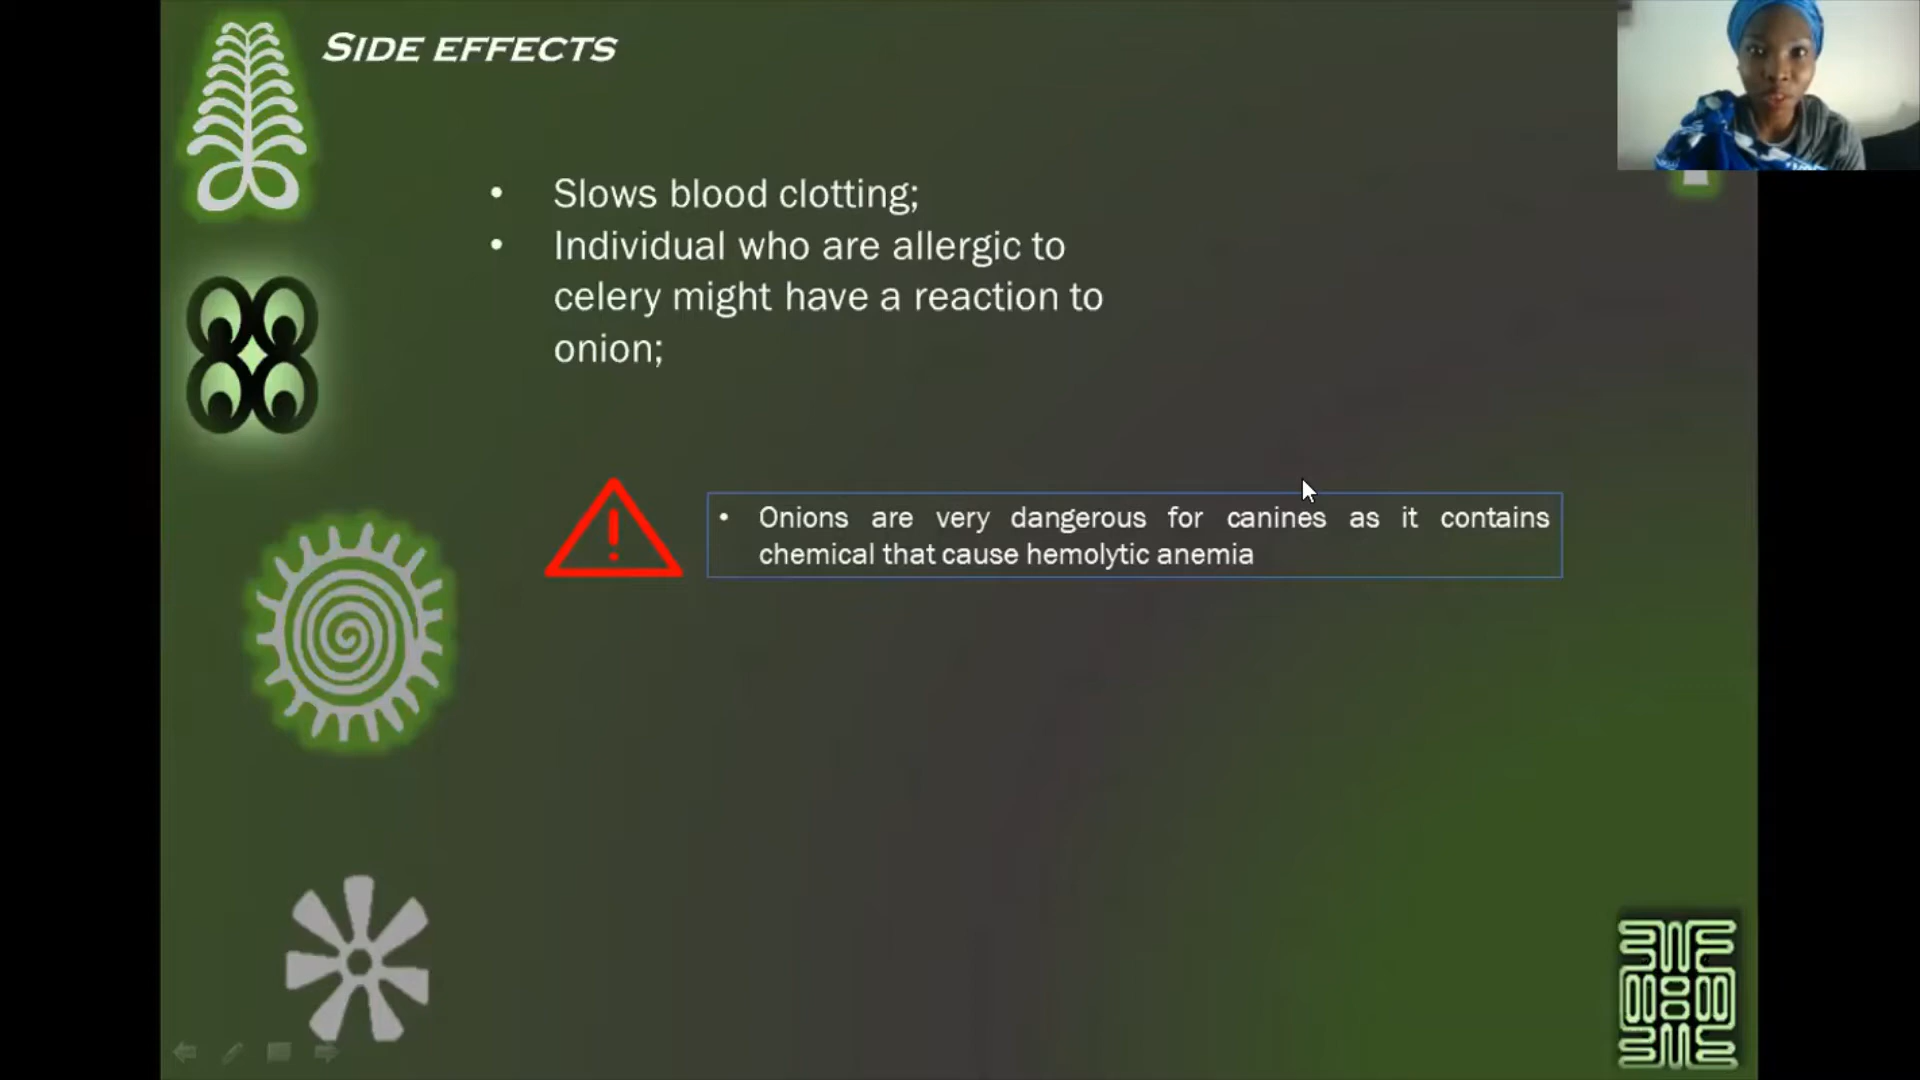 SIDE EFFECTS
• Slows blood clotting;
• Individual who are allergic to
celery might have a reaction to
onion;
• Onions are very dangerous for canines as it contains
chemical that cause hemolytic anemia